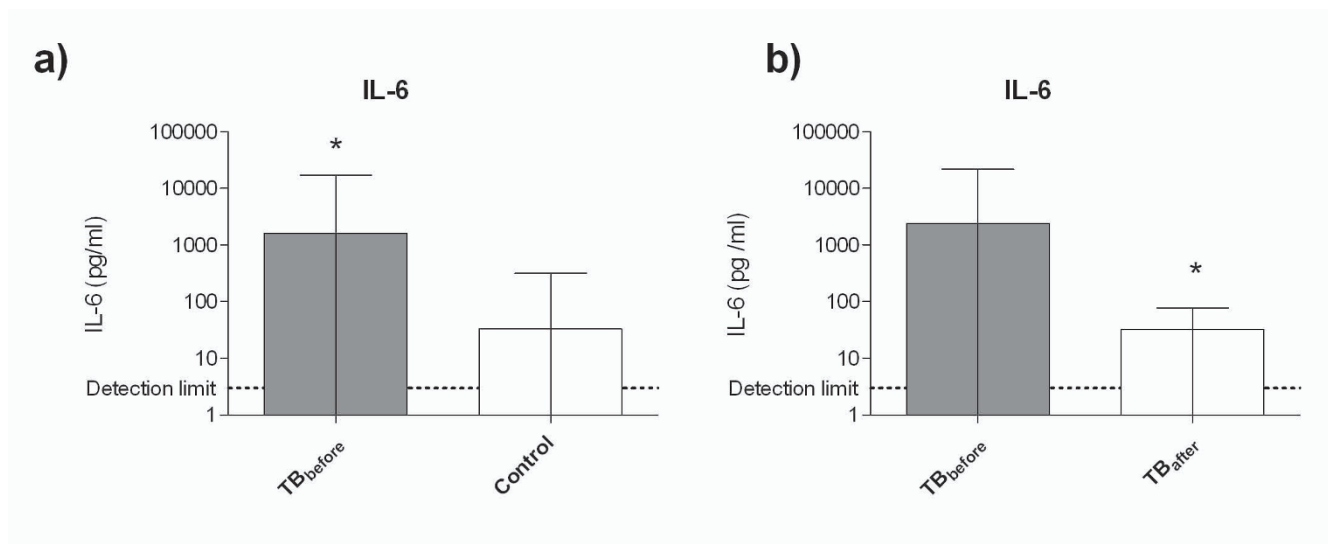 a)
IL-6
IL-6 (pg/ml)
100000
10000
1000
100
10
Detection limit
1
*
TBbefore
Control
b)
IL-6
IL-6 (pg /ml)
100000
10000
1000
100
10
Detection limit
1
*
TBbefore
TBafter